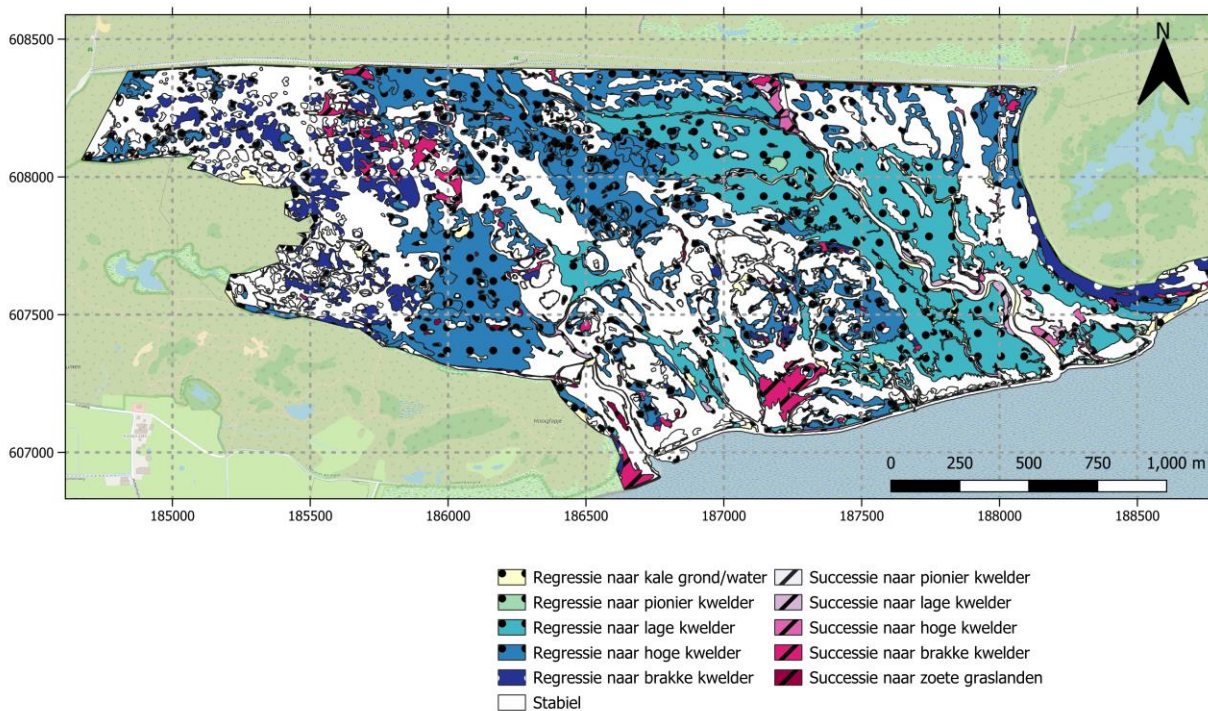 N
608500
608000
607500
607000
0 250 500 750 1,000 m
185000 185500 186000 186500 187000 187500 188000 188500
Regressie naar kale grond/water
Regressie naar pionier kwelder
Regressie naar lage kwelder
Regressie naar hoge kwelder
Regressie naar brakke kwelder
Stabiel
Successie naar pionier kwelder
Successie naar lage kwelder
Successie naar hoge kwelder
Successie naar brakke kwelder
Successie naar zoete graslanden